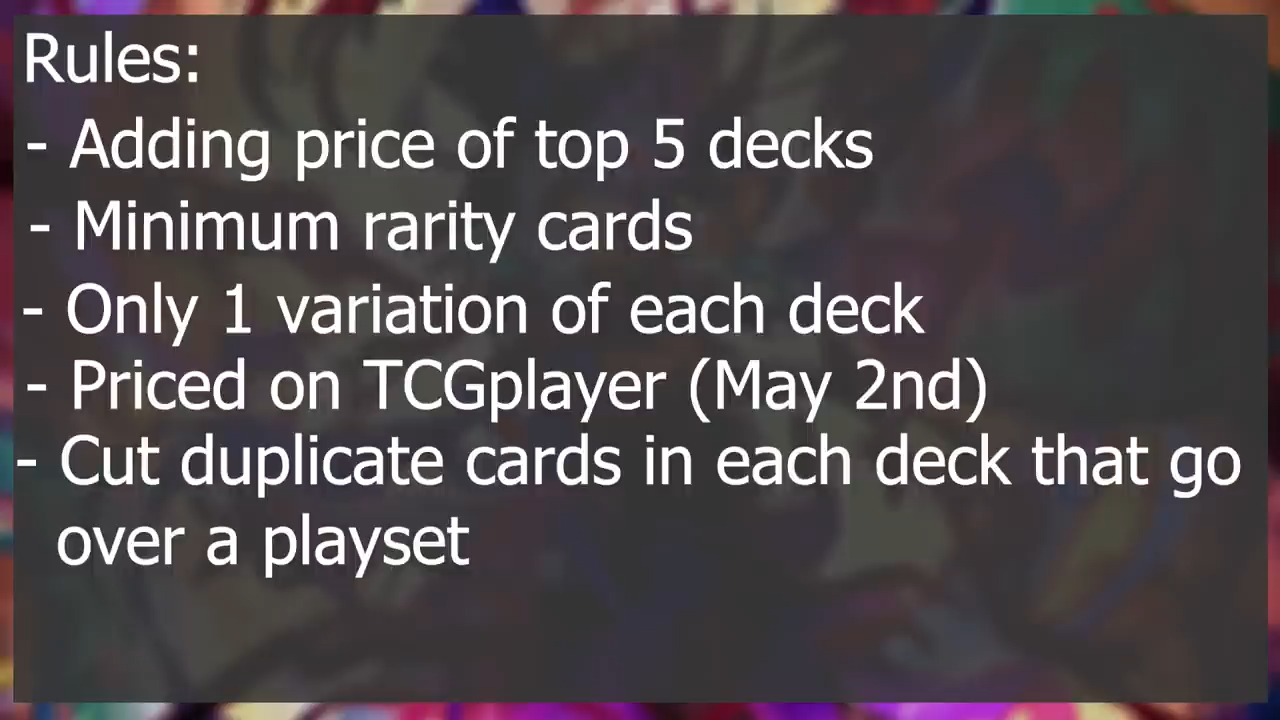 Rules:
- Adding price of top 5 decks
- Minimum rarity cards
- Only 1 variation of each deck
- Priced on TCGplayer (May 2nd)
- Cut duplicate cards in each deck that go
over a playset